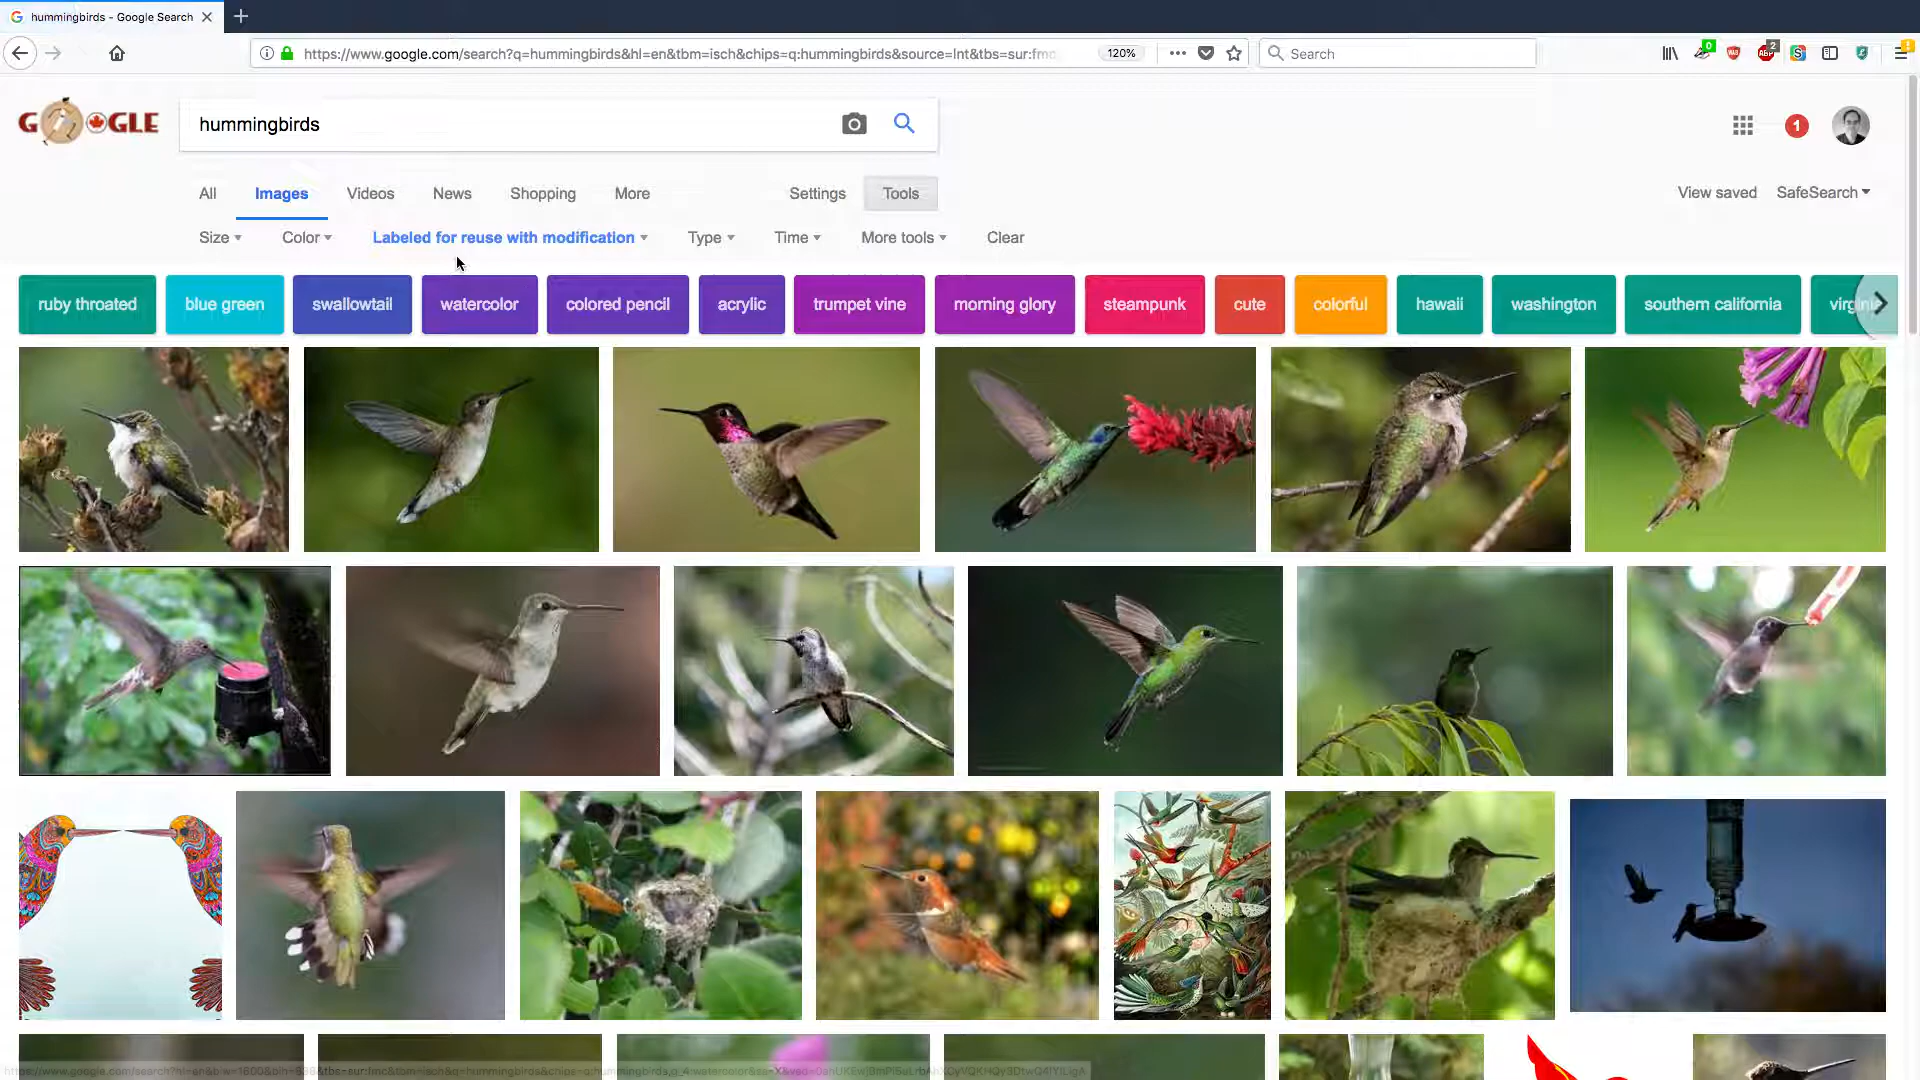 hummingbirds - Google Search
https://www.google.com/search?q=hummingbirds&hl=en&tbm=isch&chips=q:hummingbirds&source=lnt&tbs=sur:fmc
120%
Search
0
2
GOOGLE
hummingbirds
1
All
Images
Videos
News
Shopping
More
Settings
Tools
View saved
SafeSearch
Size
Color
Labeled for reuse with modification
Type
Time
More tools
Clear
ruby throated
blue green
swallowtail
watercolor
colored pencil
acrylic
trumpet vine
morning glory
steampunk
cute
colorful
hawaii
washington
southern california